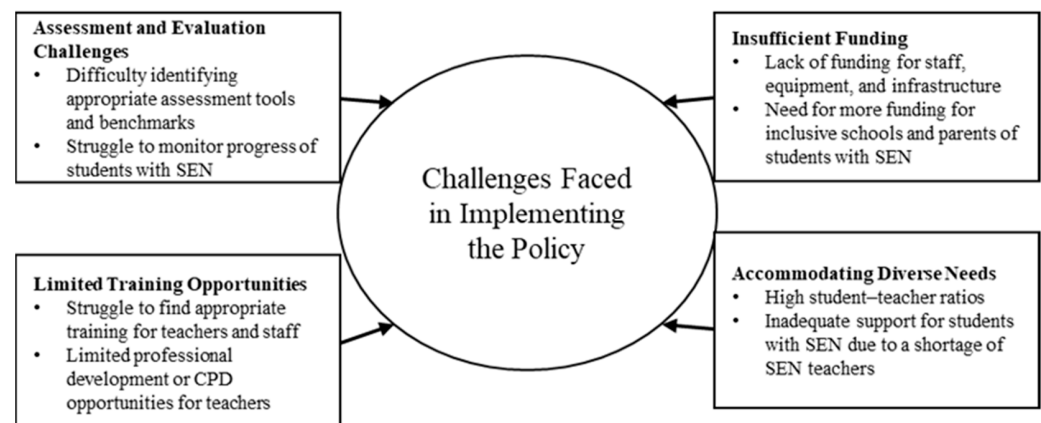 Assessment and Evaluation
Challenges
• Difficulty identifying
appropriate assessment tools
and benchmarks
• Struggle to monitor progress of
students with SEN
Insufficient Funding
• Lack of funding for staff,
equipment, and infrastructure
• Need for more funding for
inclusive schools and parents of
students with SEN
Challenges Faced
in Implementing
the Policy
Limited Training Opportunities
• Struggle to find appropriate
training for teachers and staff
• Limited professional
development or CPD
opportunities for teachers
Accommodating Diverse Needs
• High student–teacher ratios
• Inadequate support for students
with SEN due to a shortage of
SEN teachers